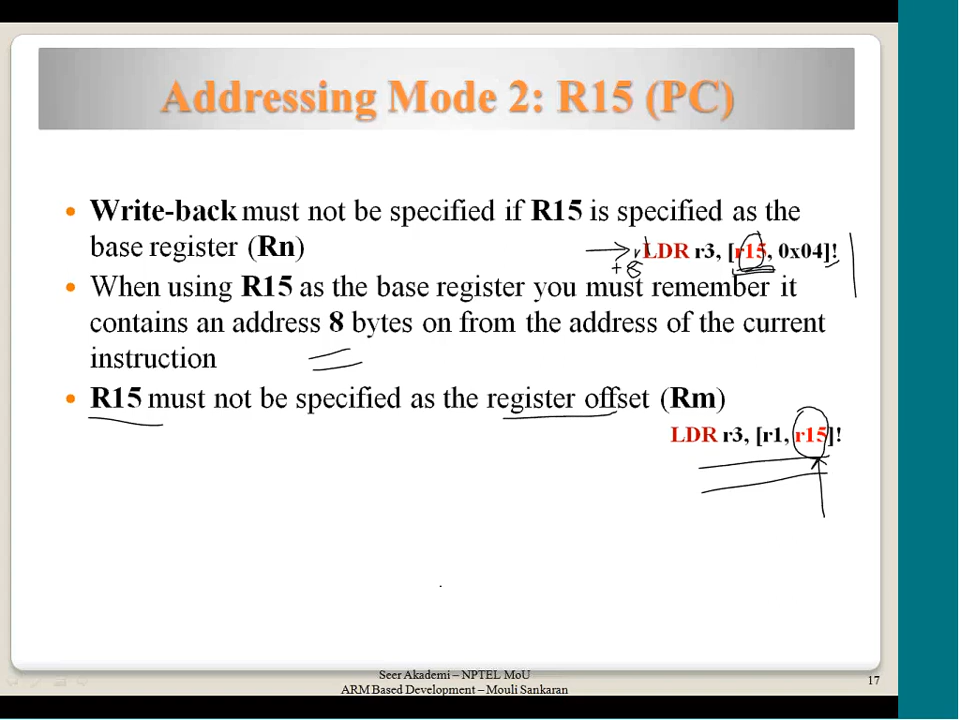 Addressing Mode 2: R15 (PC)
• Write-back must not be specified if R15 is specified as the
base register (Rn)
LDR r3, [r15, 0x04]!
+8
• When using R15 as the base register you must remember it
contains an address 8 bytes on from the address of the current
instruction
• R15 must not be specified as the register offset (Rm)
LDR r3, [r1, r15]!
Seer Akademi – NPTEL MoU
ARM Based Development – Mouli Sankaran
17